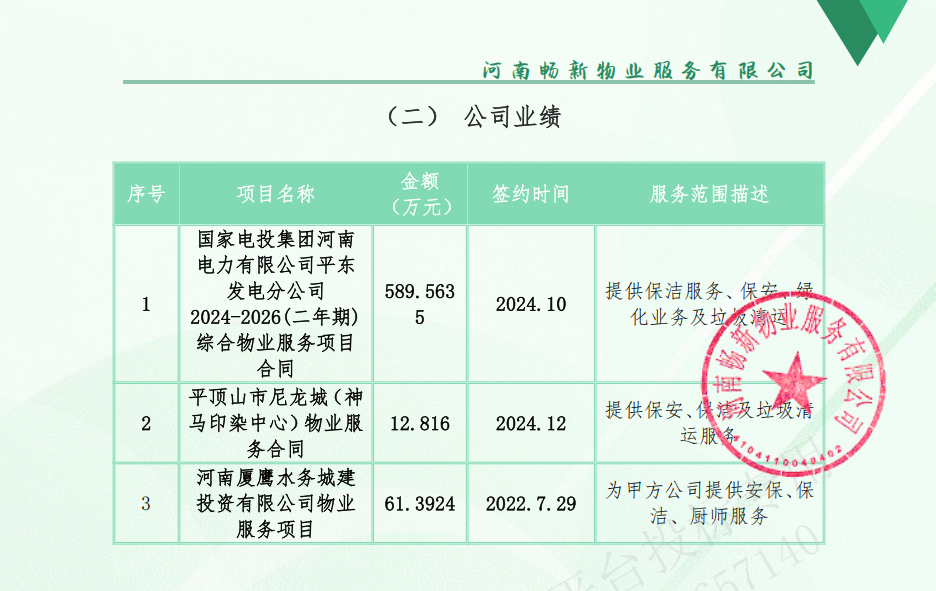 河南畅新物业服务有限公司
（二） 公司业绩
序号
项目名称
金额
（万元）
签约时间
服务范围描述
1
国家电投集团河南
电力有限公司平东
发电分公司
2024-2026(二年期)
综合物业服务项目
合同
589.563
5
2024.10
提供保洁服务、保安、绿
化业务及垃圾清运
2
平顶山市尼龙城（神
马印染中心）物业服
务合同
12.816
2024.12
提供保安、保洁及垃圾清
运服务
3
河南厦鹰水务城建
投资有限公司物业
服务项目
61.3924
2022.7.29
为甲方公司提供安保、保
洁、厨师服务
河南畅新物业服务有限公司
4104110049402
平台投标
657140